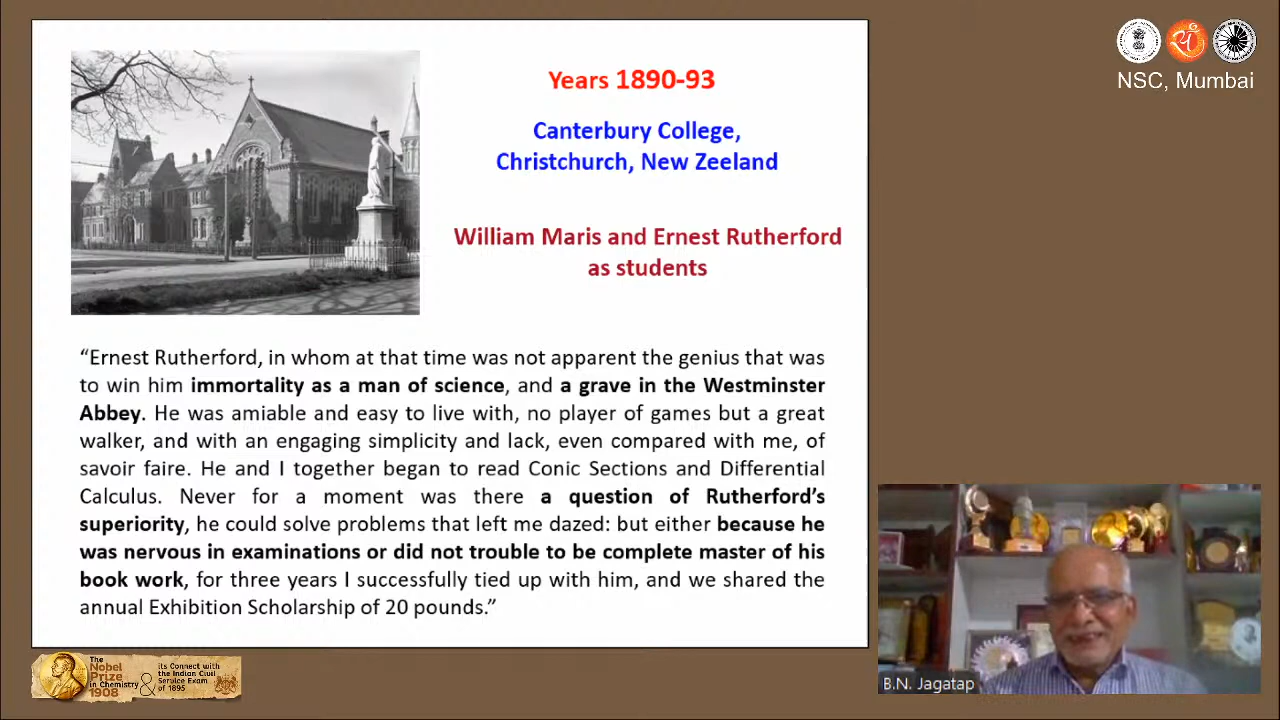 Years 1890-93
Canterbury College,
Christchurch, New Zeeland
William Maris and Ernest Rutherford
as students
“Ernest Rutherford, in whom at that time was not apparent the genius that was
to win him immortality as a man of science, and a grave in the Westminster
Abbey. He was amiable and easy to live with, no player of games but a great
walker, and with an engaging simplicity and lack, even compared with me, of
savoir faire. He and I together began to read Conic Sections and Differential
Calculus. Never for a moment was there a question of Rutherford’s
superiority, he could solve problems that left me dazed: but either because he
was nervous in examinations or did not trouble to be complete master of his
book work, for three years I successfully tied up with him, and we shared the
annual Exhibition Scholarship of 20 pounds.”
NSC, Mumbai
B.N. Jagatap
The
Nobel
Prize
in Chemistry
1908
&
its Connect with
the Indian Civil
Service Exam
of 1895